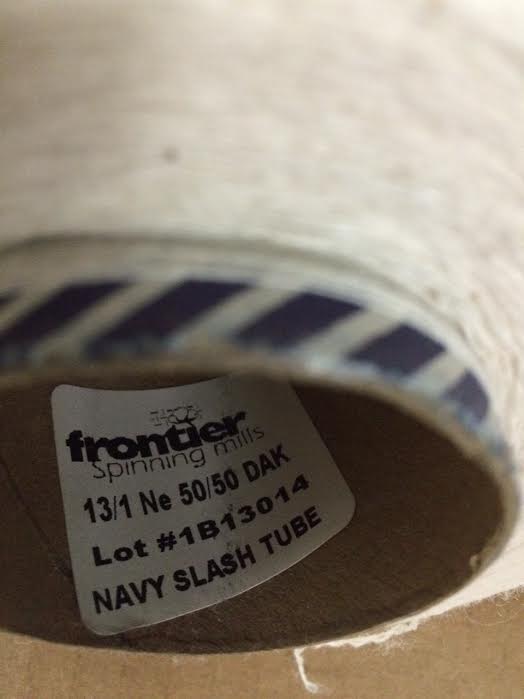 frontier
Spinning mills
13/1 Ne 50/50 DAK
Lot #1B13014
NAVY SLASH TUBE